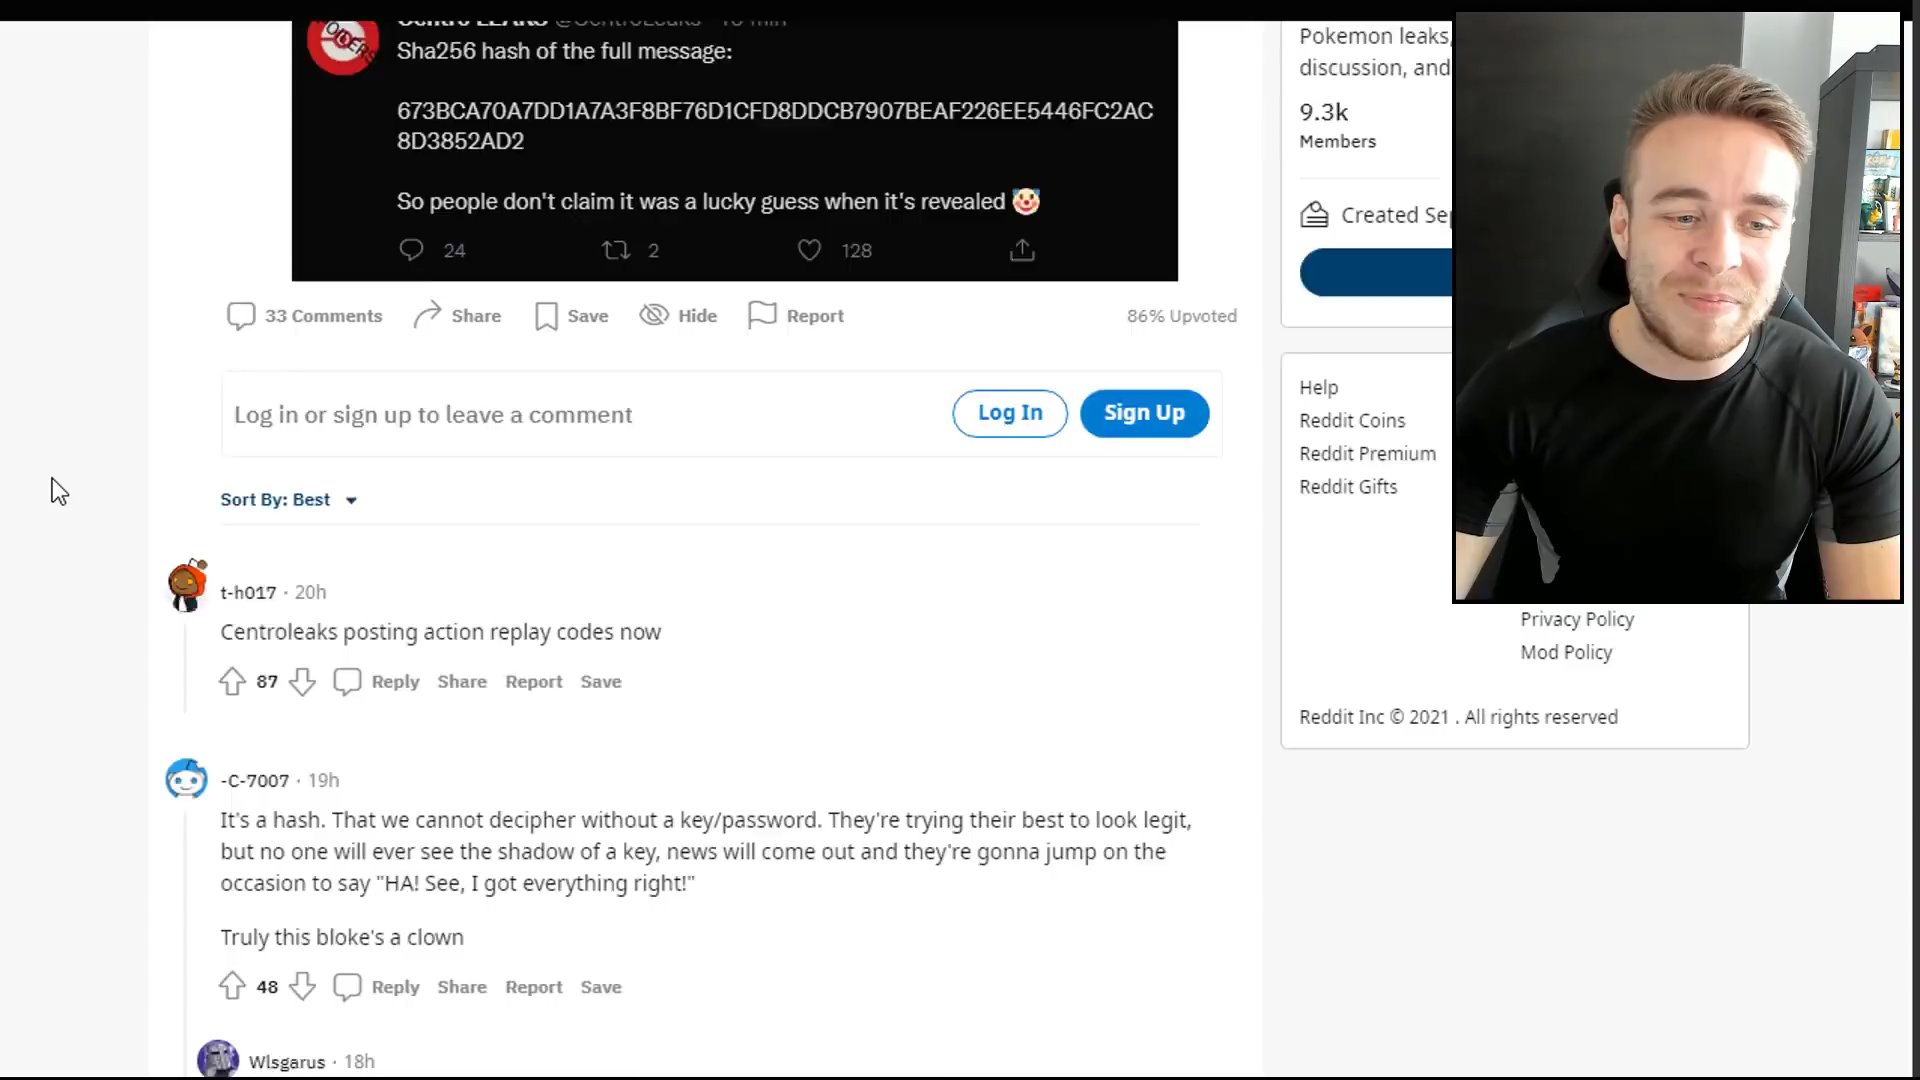 Centro LEAKS @CentroLeaks · 10 min
Sha256 hash of the full message:
673BCA70A7DD1A7A3F8BF76D1CFD8DDCB7907BEAF226EE5446FC2AC
8D3852AD2
So people don't claim it was a lucky guess when it's revealed 🤡
24
2
128
33 Comments
Share
Save
Hide
Report
86% Upvoted
Log in or sign up to leave a comment
Log In
Sign Up
Sort By: Best
t-h017 · 20h
Centroleaks posting action replay codes now
87
Reply
Share
Report
Save
-C-7007 · 19h
It's a hash. That we cannot decipher without a key/password. They're trying their best to look legit,
but no one will ever see the shadow of a key, news will come out and they're gonna jump on the
occasion to say "HA! See, I got everything right!"
Truly this bloke's a clown
48
Reply
Share
Report
Save
Wlsgarus · 18h
Pokemon leaks,
discussion, and
9.3k
Members
Created Sep
Help
Reddit Coins
Reddit Premium
Reddit Gifts
Privacy Policy
Mod Policy
Reddit Inc © 2021 . All rights reserved